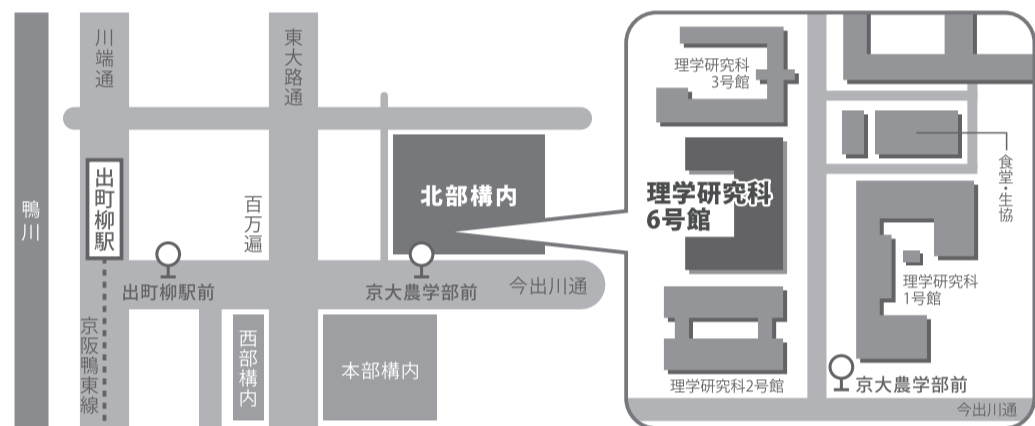 川端通
東大路通
鴨川
出町柳駅
百万遍
北部構内
出町柳駅前
京大農学部前
今出川通
京阪鴨東線
西部構内
本部構内
理学研究科
3号館
理学研究科
6号館
食堂・生協
理学研究科
1号館
理学研究科2号館
京大農学部前
今出川通